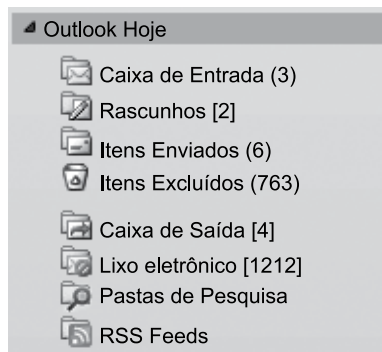 Outlook Hoje
Caixa de Entrada (3)
Rascunhos [2]
Itens Enviados (6)
Itens Excluídos (763)
Caixa de Saída [4]
Lixo eletrônico [1212]
Pastas de Pesquisa
RSS Feeds